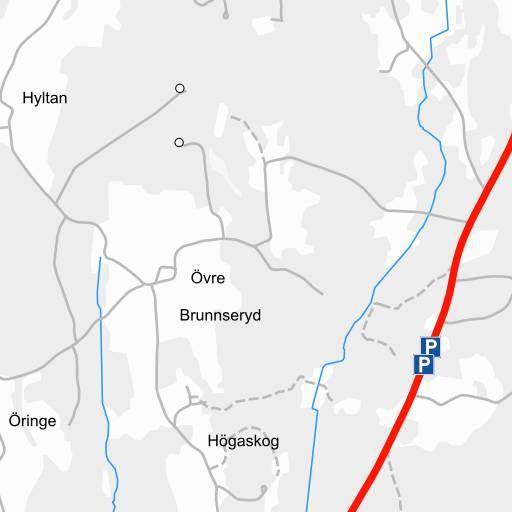 Hyltan
Övre
Brunnseryd
P
P
Öringe
Högaskog